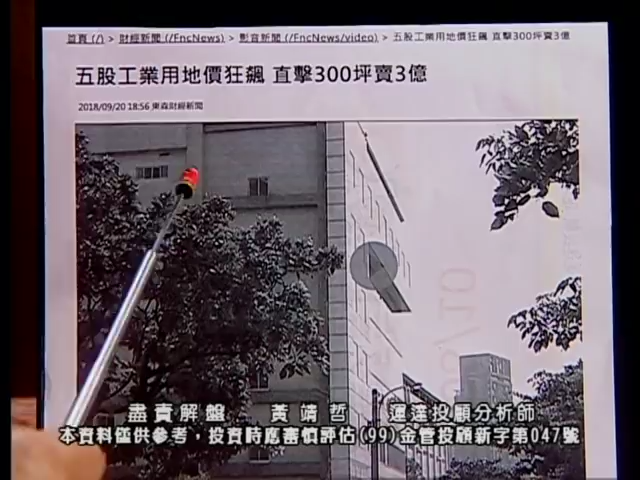 首頁 (/) > 財經新聞 (/FncNews) > 影音新聞 (/FncNews/video) > 五股工業用地價狂飆 直擊300坪賣3億
五股工業用地價狂飆 直擊300坪賣3億
2018/09/20 18:56 東森財經新聞
盡責解盤 黃靖哲 運達投顧分析師
本資料僅供參考，投資時應審慎評估(99)金管投顧新字第047號